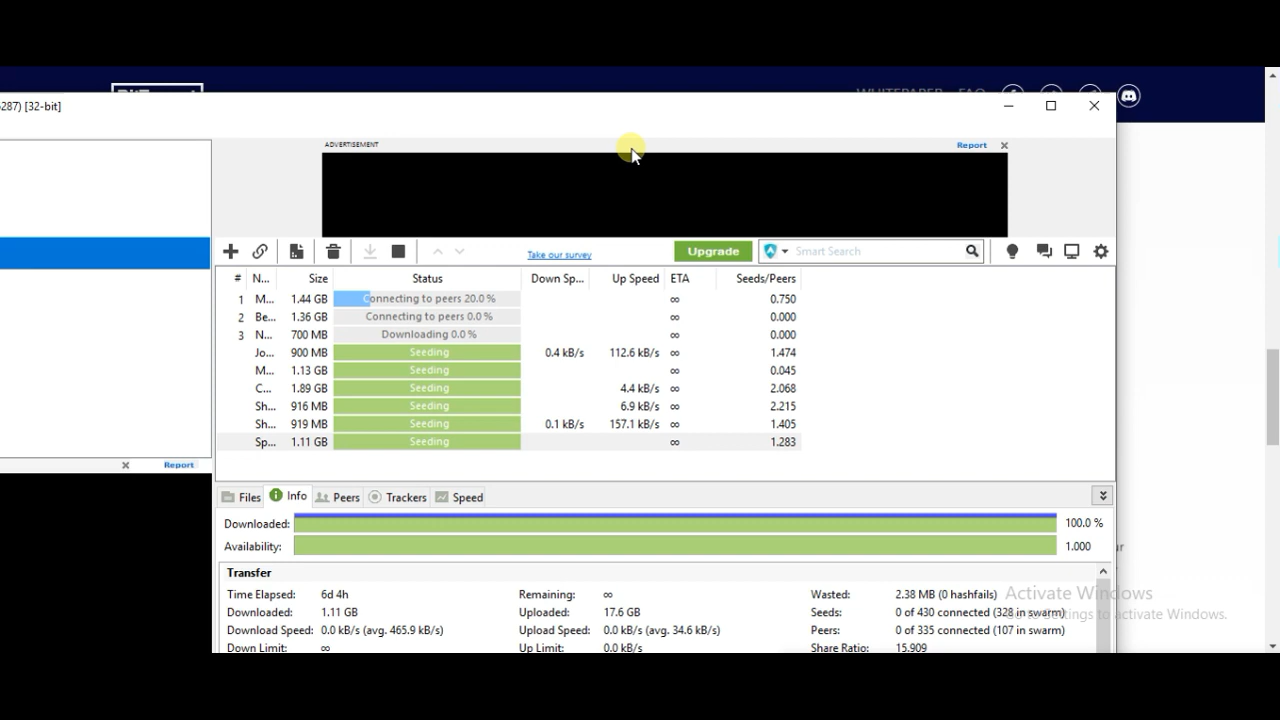 WHITEPAPER FAQ
287) [32-bit]
ADVERTISEMENT Report
Take our survey Upgrade Smart Search
# N... Size Status Down Sp... Up Speed ETA Seeds/Peers
1 M... 1.44 GB Connecting to peers 20.0 % ∞ 0.750
2 Be... 1.36 GB Connecting to peers 0.0 % ∞ 0.000
3 N... 700 MB Downloading 0.0 % ∞ 0.000
Jo... 900 MB Seeding 0.4 kB/s 112.6 kB/s ∞ 1.474
M... 1.13 GB Seeding ∞ 0.045
C... 1.89 GB Seeding 4.4 kB/s ∞ 2.068
Sh... 916 MB Seeding 6.9 kB/s ∞ 2.215
Sh... 919 MB Seeding 0.1 kB/s 157.1 kB/s ∞ 1.405
Sp... 1.11 GB Seeding ∞ 1.283
Report
Files Info Peers Trackers Speed
Downloaded: 100.0 %
Availability: 1.000
Transfer
Time Elapsed: 6d 4h Remaining: ∞ Wasted: 2.38 MB (0 hashfails)
Downloaded: 1.11 GB Uploaded: 17.6 GB Seeds: 0 of 430 connected (328 in swarm)
Download Speed: 0.0 kB/s (avg. 465.9 kB/s) Upload Speed: 0.0 kB/s (avg. 34.6 kB/s) Peers: 0 of 335 connected (107 in swarm)
Down Limit: ∞ Up Limit: 0.0 kB/s Share Ratio: 15.909
Activate Windows
Go to Settings to activate Windows.